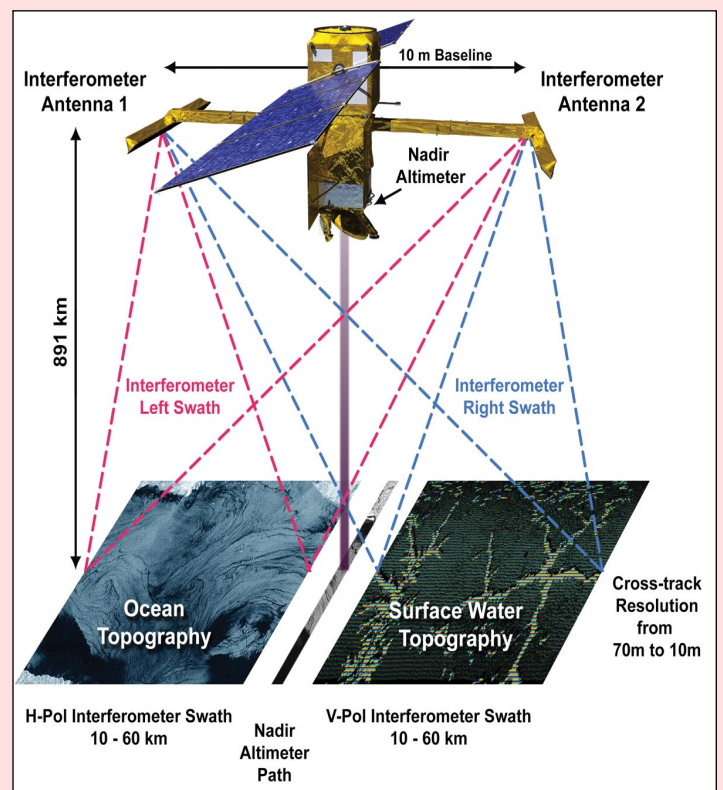 10 m Baseline
Interferometer
Antenna 1
Interferometer
Antenna 2
Nadir
Altimeter
891 km
Interferometer
Left Swath
Interferometer
Right Swath
Ocean
Topography
Surface Water
Topography
Cross-track
Resolution
from
70m to 10m
H-Pol Interferometer Swath
10 - 60 km
Nadir
Altimeter
Path
V-Pol Interferometer Swath
10 - 60 km